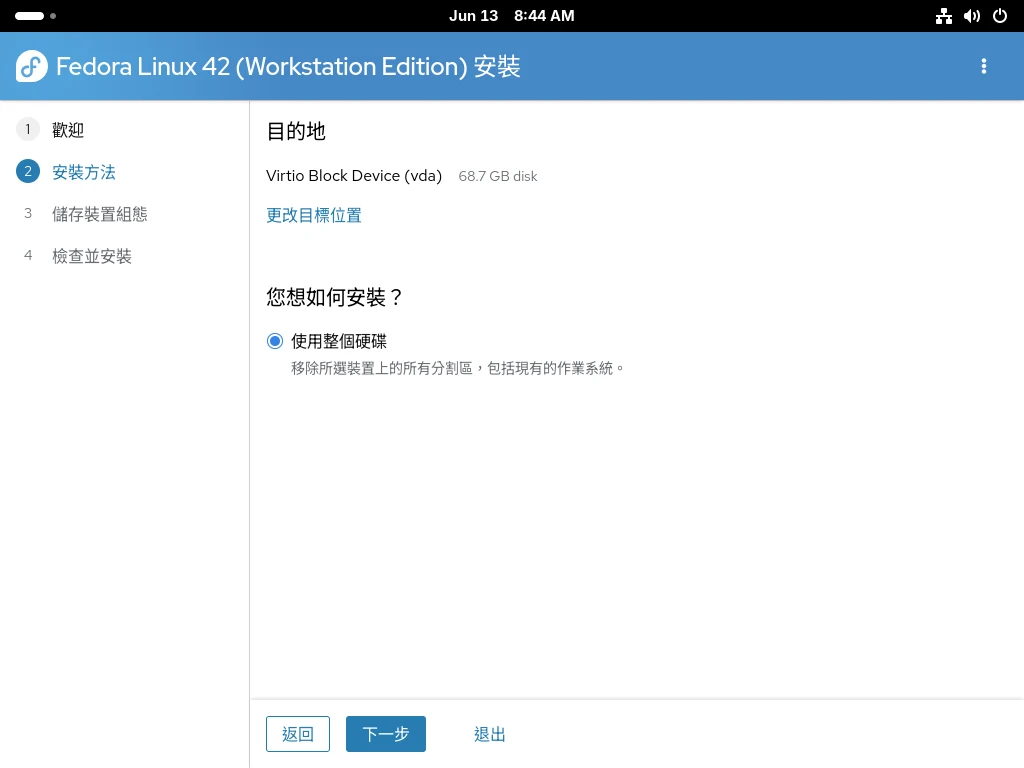 Jun 13 8:44 AM
Fedora Linux 42 (Workstation Edition) 安裝
1 歡迎
2 安裝方法
3 儲存裝置組態
4 檢查並安裝
目的地
Virtio Block Device (vda) 68.7 GB disk
更改目標位置
您想如何安裝？
使用整個硬碟
移除所選裝置上的所有分割區，包括現有的作業系統。
返回 下一步 退出